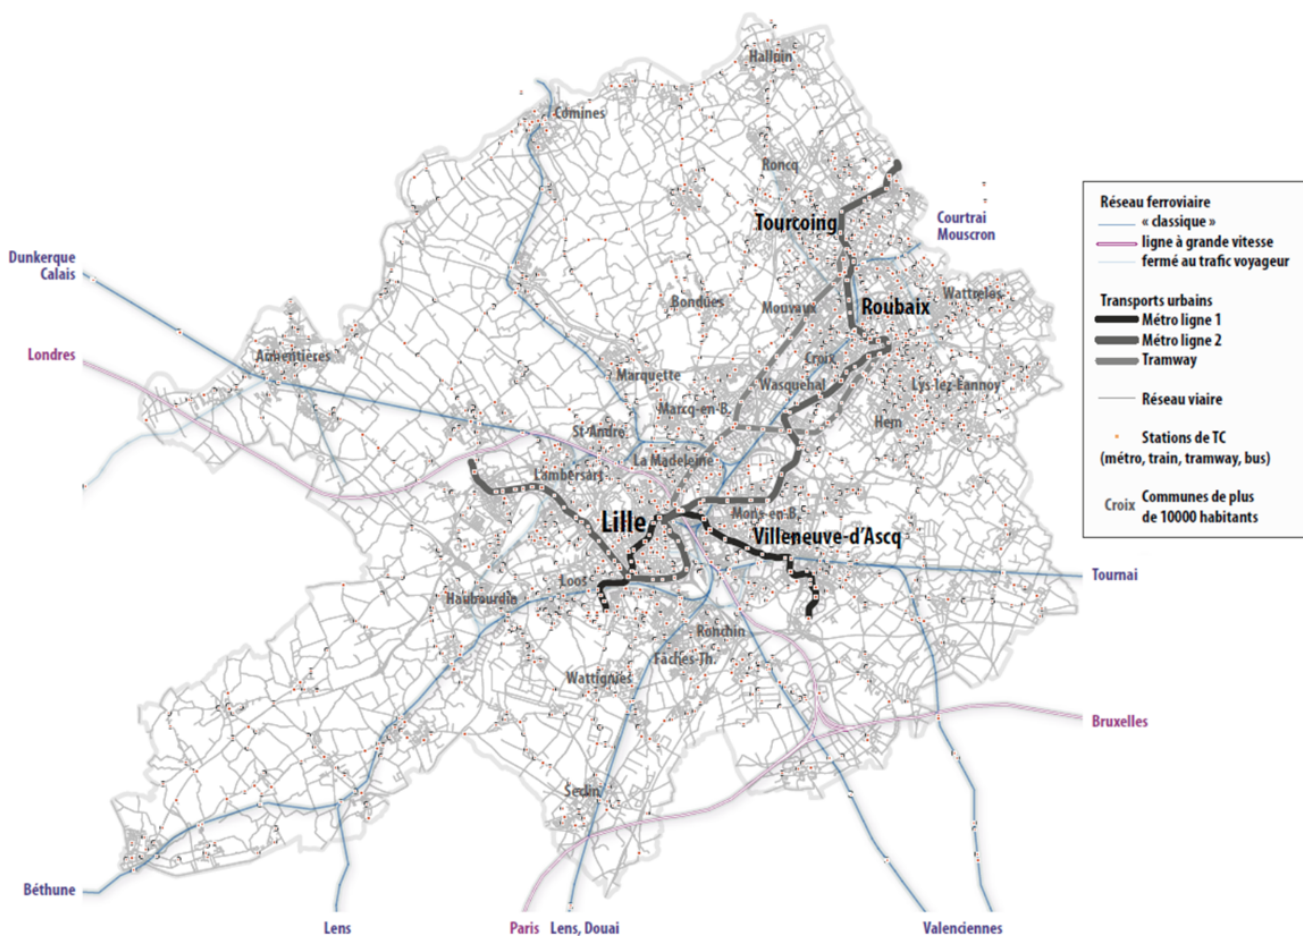 Halluin
Comines
Roncq
Tourcoing
Courtrai
Mouscron
Dunkerque
Calais
Bondues
Mouvaux
Roubaix
Wattrelos
Londres
Armentières
Marquette
Croix
Wasquehal
Lys-lez-Lannoy
Marcq-en-B.
Hem
St-André
La Madeleine
Lambersart
Lille
Mons-en-B.
Villeneuve-d'Ascq
Loos
Haubourdin
Tournai
Ronchin
Faches-Th.
Wattignies
Bruxelles
Seclin
Béthune
Lens
Paris
Lens, Douai
Valenciennes
Réseau ferroviaire
« classique »
ligne à grande vitesse
fermé au trafic voyageur
Transports urbains
Métro ligne 1
Métro ligne 2
Tramway
Réseau viaire
Stations de TC
(métro, train, tramway, bus)
Croix
Communes de plus
de 10000 habitants